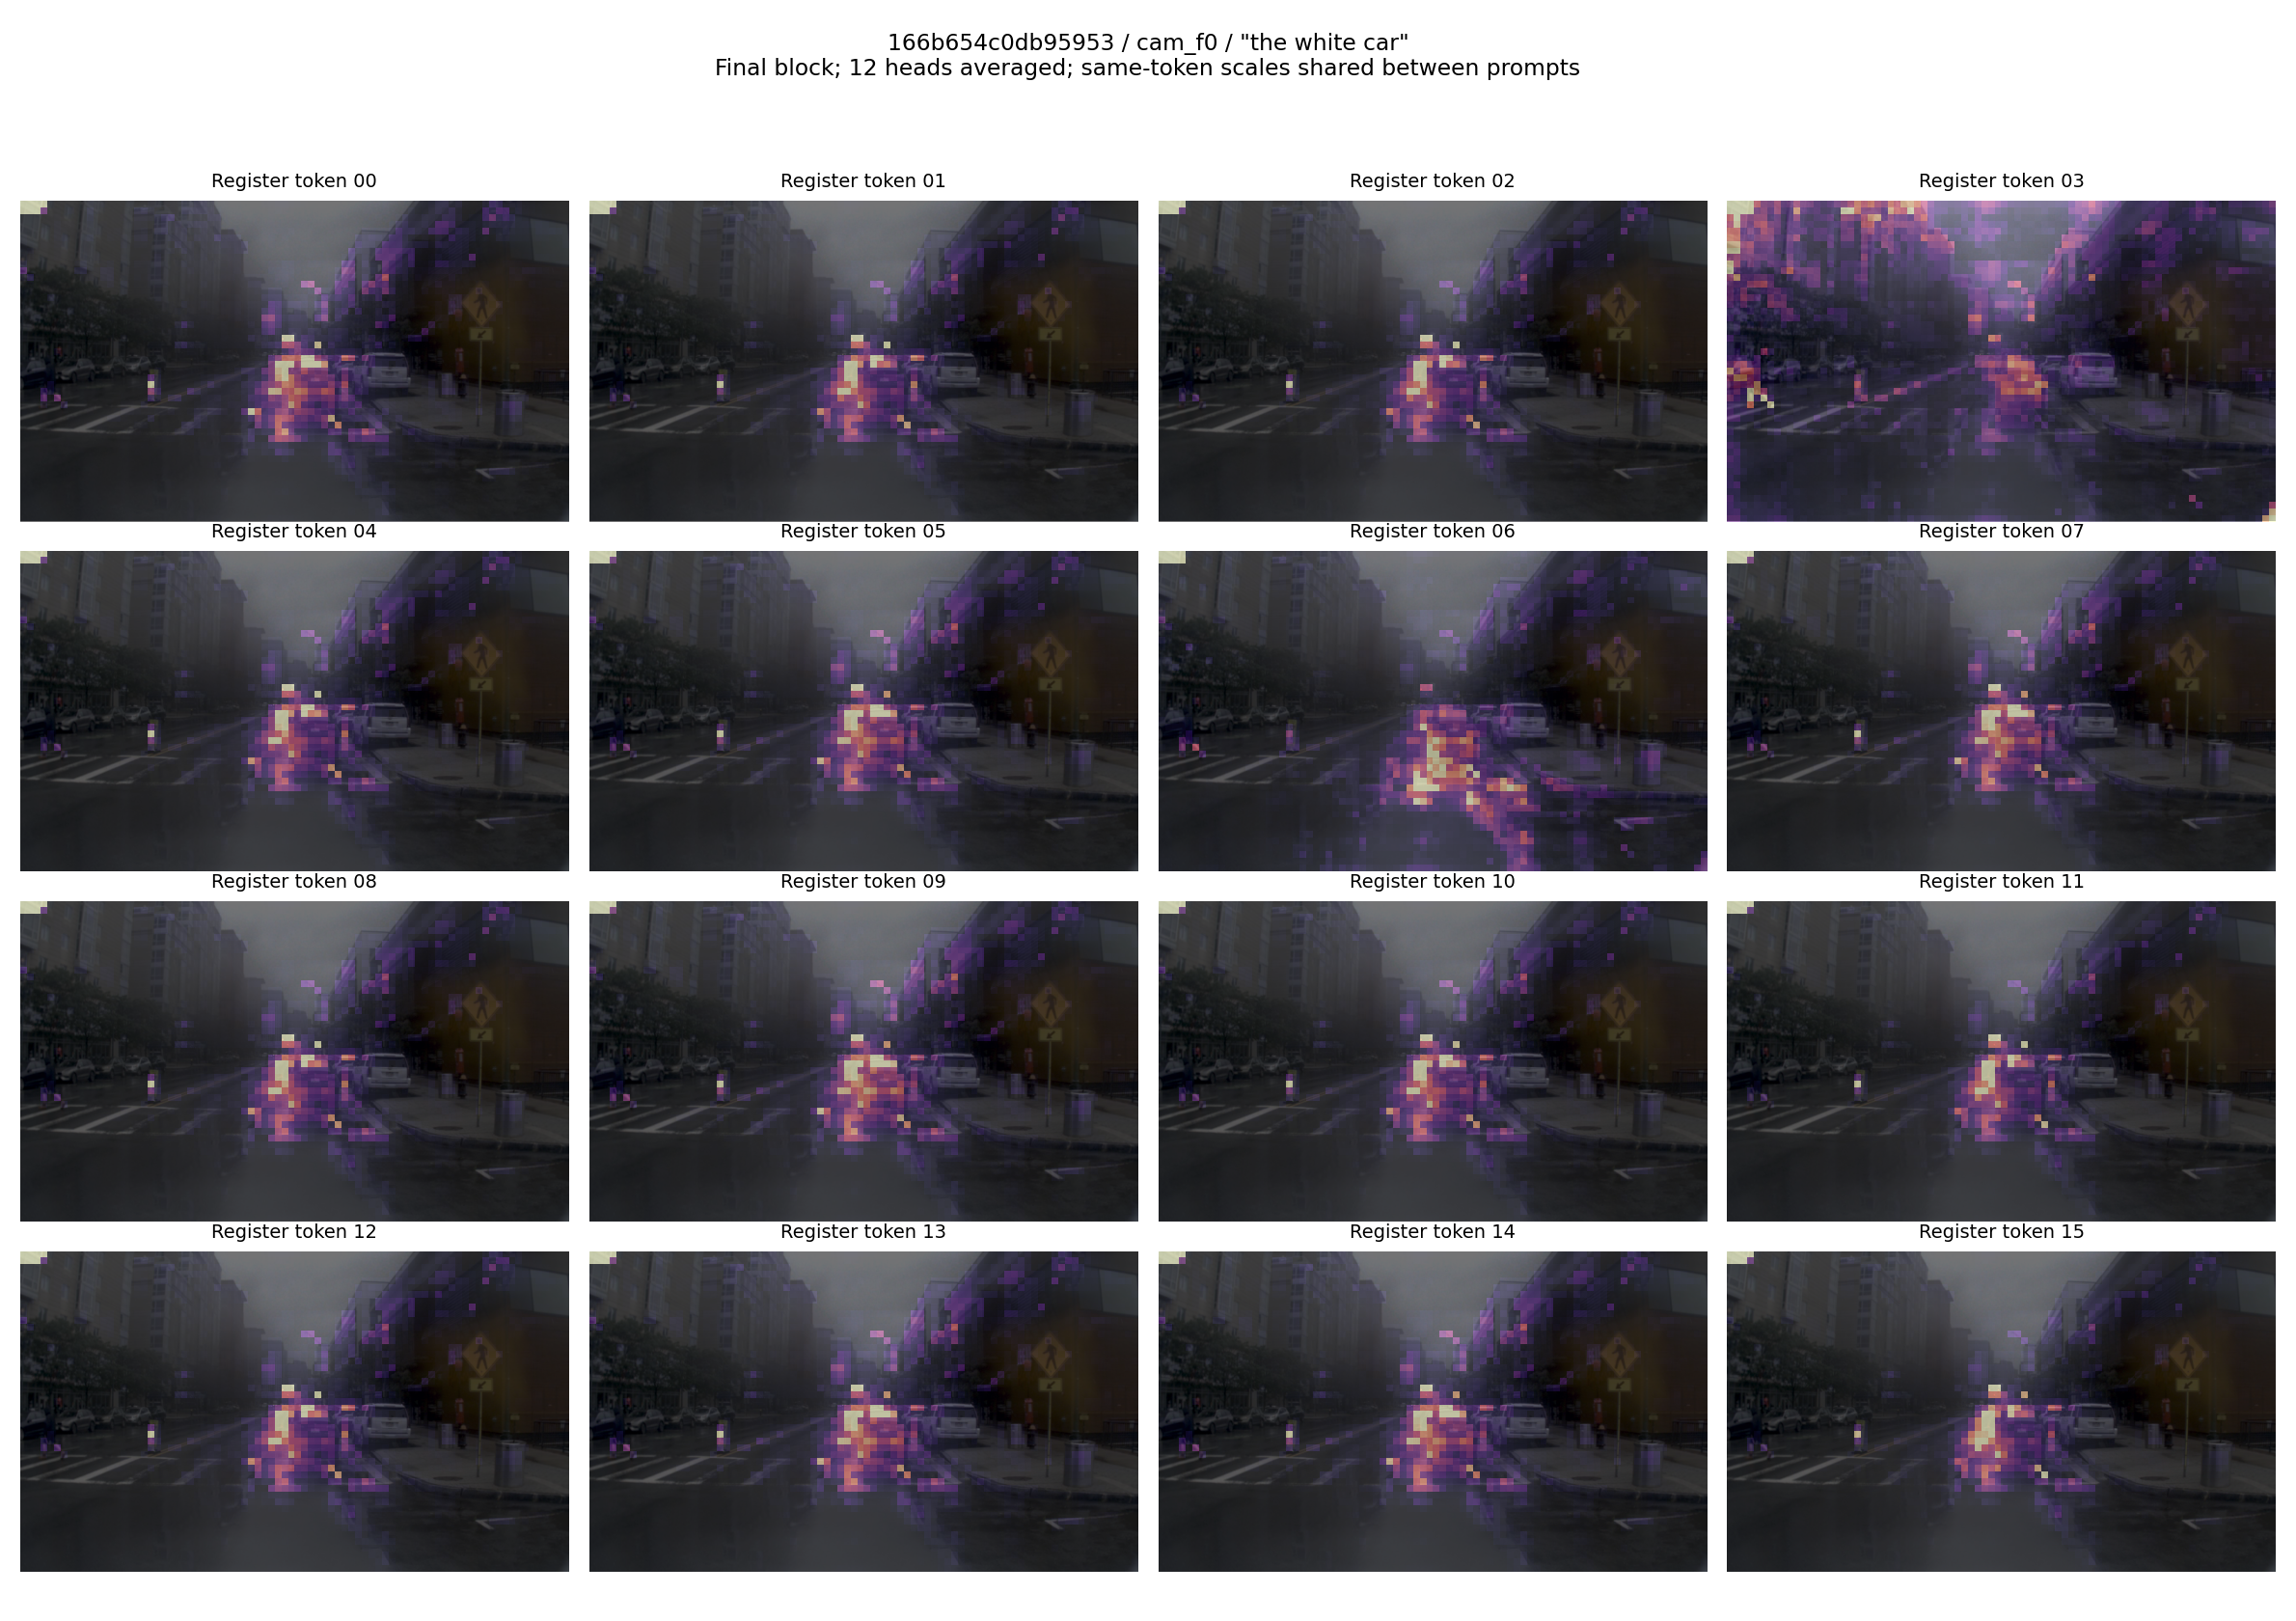 166b654c0db95953 / cam_f0 / "the white car"
Final block; 12 heads averaged; same-token scales shared between prompts
Register token 00
Register token 01
Register token 02
Register token 03
Register token 04
Register token 05
Register token 06
Register token 07
Register token 08
Register token 09
Register token 10
Register token 11
Register token 12
Register token 13
Register token 14
Register token 15